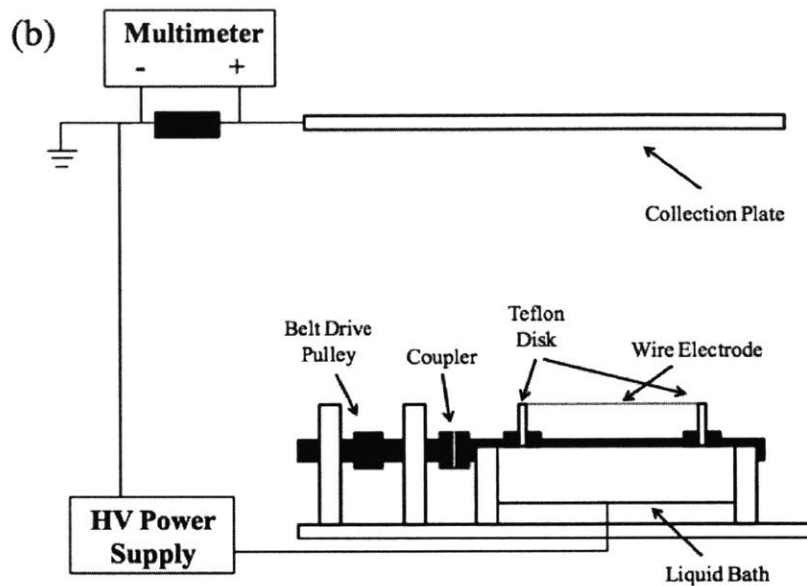 (b)
Multimeter
- +
Collection Plate
Belt Drive
Pulley
Coupler
Teflon
Disk
Wire Electrode
HV Power
Supply
Liquid Bath